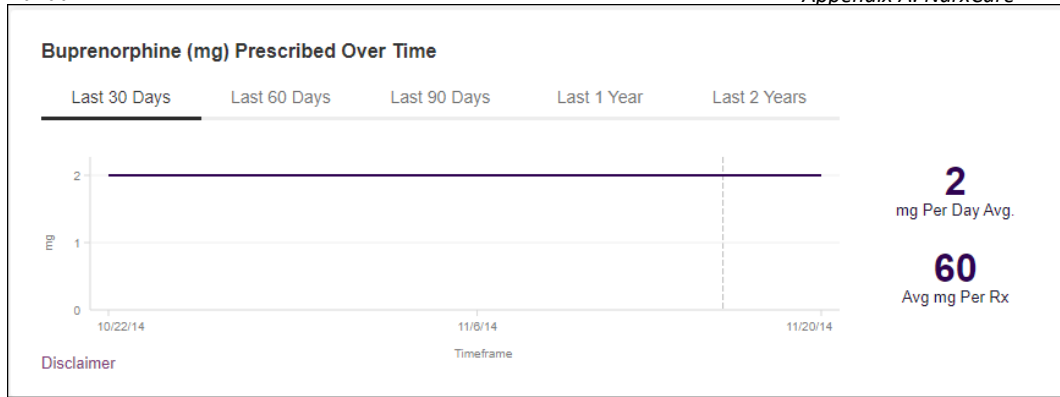 Buprenorphine (mg) Prescribed Over Time
Last 30 Days Last 60 Days Last 90 Days Last 1 Year Last 2 Years
2
1
0
mg
10/22/14 11/6/14 11/20/14
Timeframe
2
mg Per Day Avg.
60
Avg mg Per Rx
Disclaimer